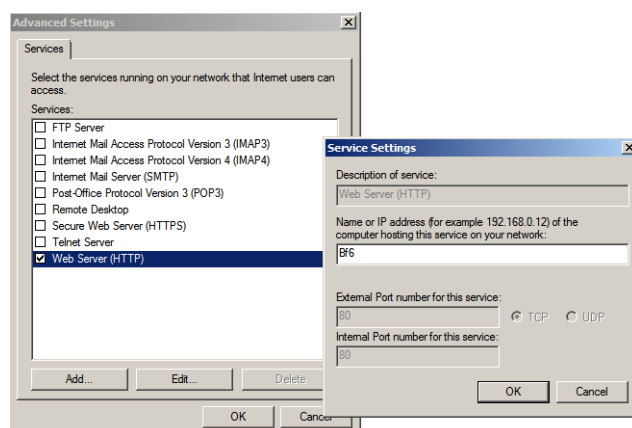 Advanced Settings
Services
Select the services running on your network that Internet users can
access.
Services:
FTP Server
Internet Mail Access Protocol Version 3 (IMAP3)
Internet Mail Access Protocol Version 4 (IMAP4)
Internet Mail Server (SMTP)
Post-Office Protocol Version 3 (POP3)
Remote Desktop
Secure Web Server (HTTPS)
Telnet Server
Web Server (HTTP)
Add...
Edit...
Delete
OK
Cancel
Service Settings
Description of service:
Web Server (HTTP)
Name or IP address (for example 192.168.0.12) of the
computer hosting this service on your network:
Bf6
External Port number for this service:
80
TCP
UDP
Internal Port number for this service:
80
OK
Cancel